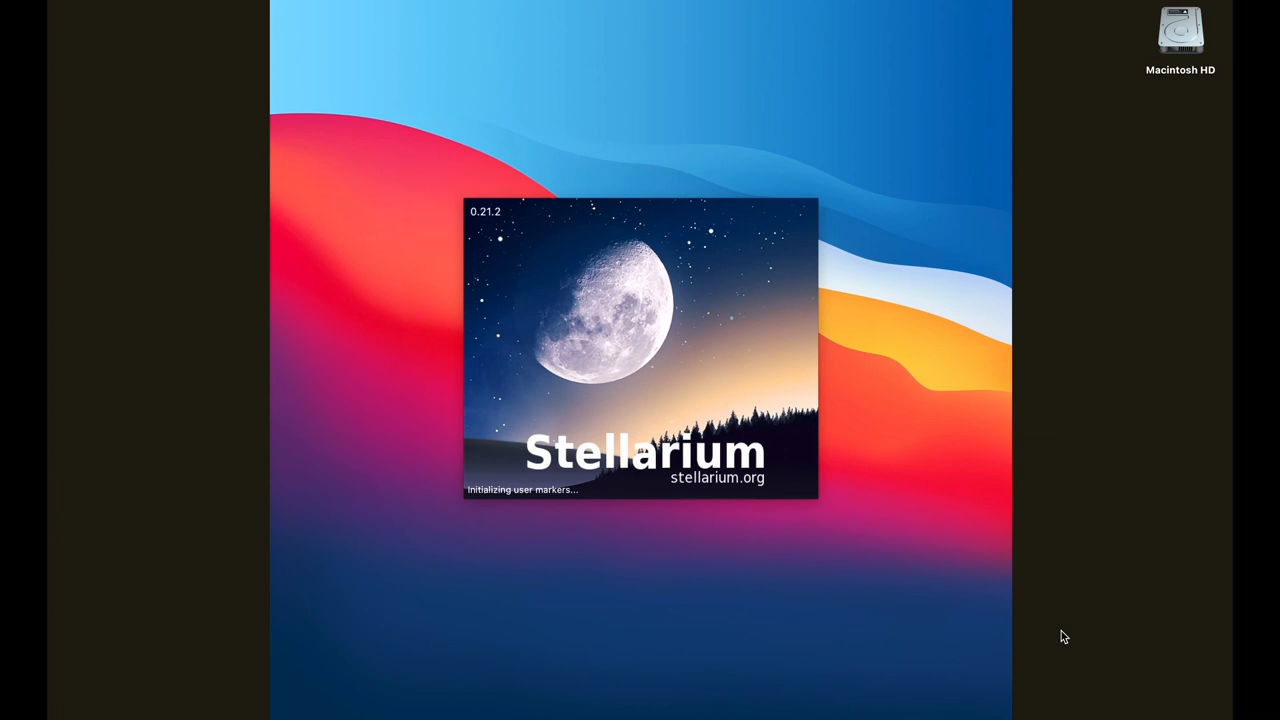 Macintosh HD
0.21.2
Stellarium
stellarium.org
Initializing user markers...